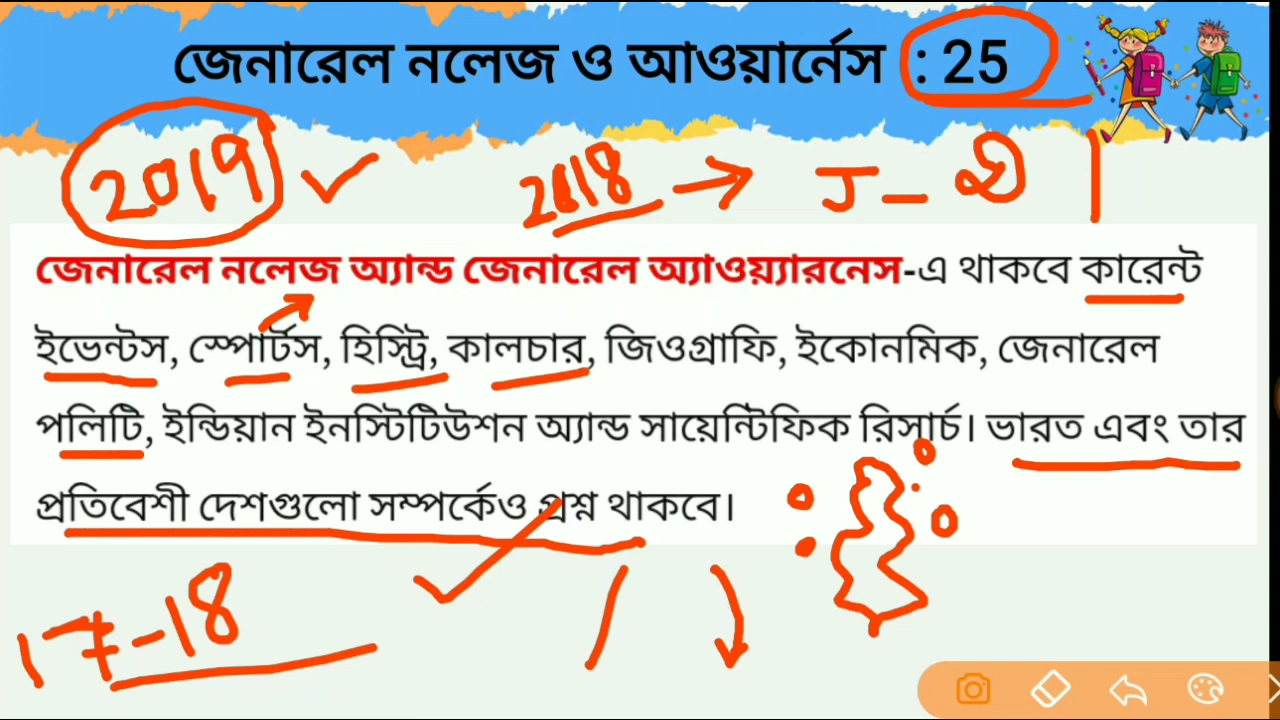 জেনারেল নলেজ ও আওয়ার্নেস : 25
2019 2018 → J-D
জেনারেল নলেজ অ্যান্ড জেনারেল অ্যাওয়্যারনেস-এ থাকবে কারেন্ট
ইভেন্টস, স্পোর্টস, হিস্ট্রি, কালচার, জিওগ্রাফি, ইকোনমিক, জেনারেল
পলিটি, ইন্ডিয়ান ইনস্টিটিউশন অ্যান্ড সায়েন্টিফিক রিসার্চ। ভারত এবং তার
প্রতিবেশী দেশগুলো সম্পর্কেও প্রশ্ন থাকবে।
17-18